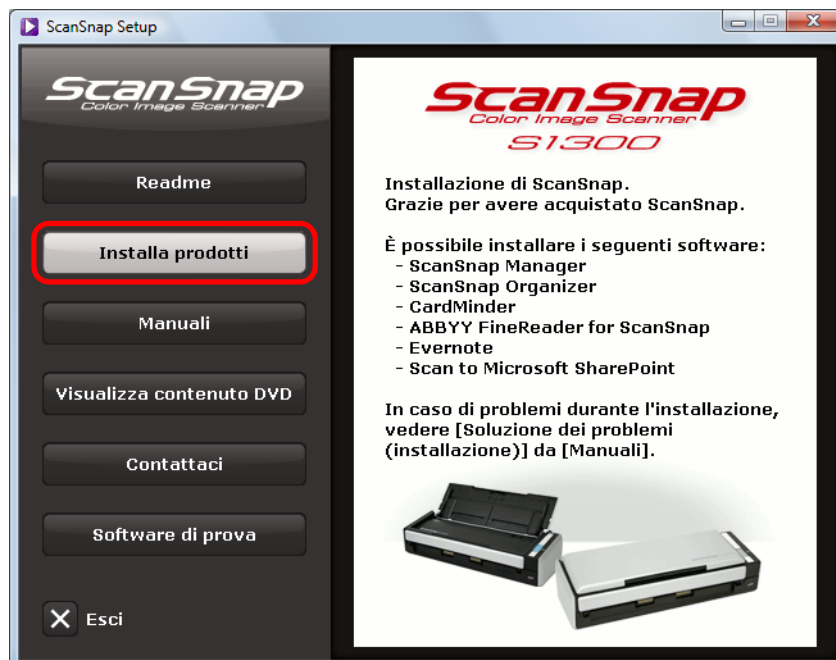 ScanSnap Setup
ScanSnap
Color Image Scanner
Readme
Installa prodotti
Manuali
Visualizza contenuto DVD
Contattaci
Software di prova
Esci
ScanSnap
Color Image Scanner
S1300
Installazione di ScanSnap.
Grazie per avere acquistato ScanSnap.
È possibile installare i seguenti software:
- ScanSnap Manager
- ScanSnap Organizer
- CardMinder
- ABBYY FineReader for ScanSnap
- Evernote
- Scan to Microsoft SharePoint
In caso di problemi durante l'installazione,
vedere [Soluzione dei problemi
(installazione)] da [Manuali].